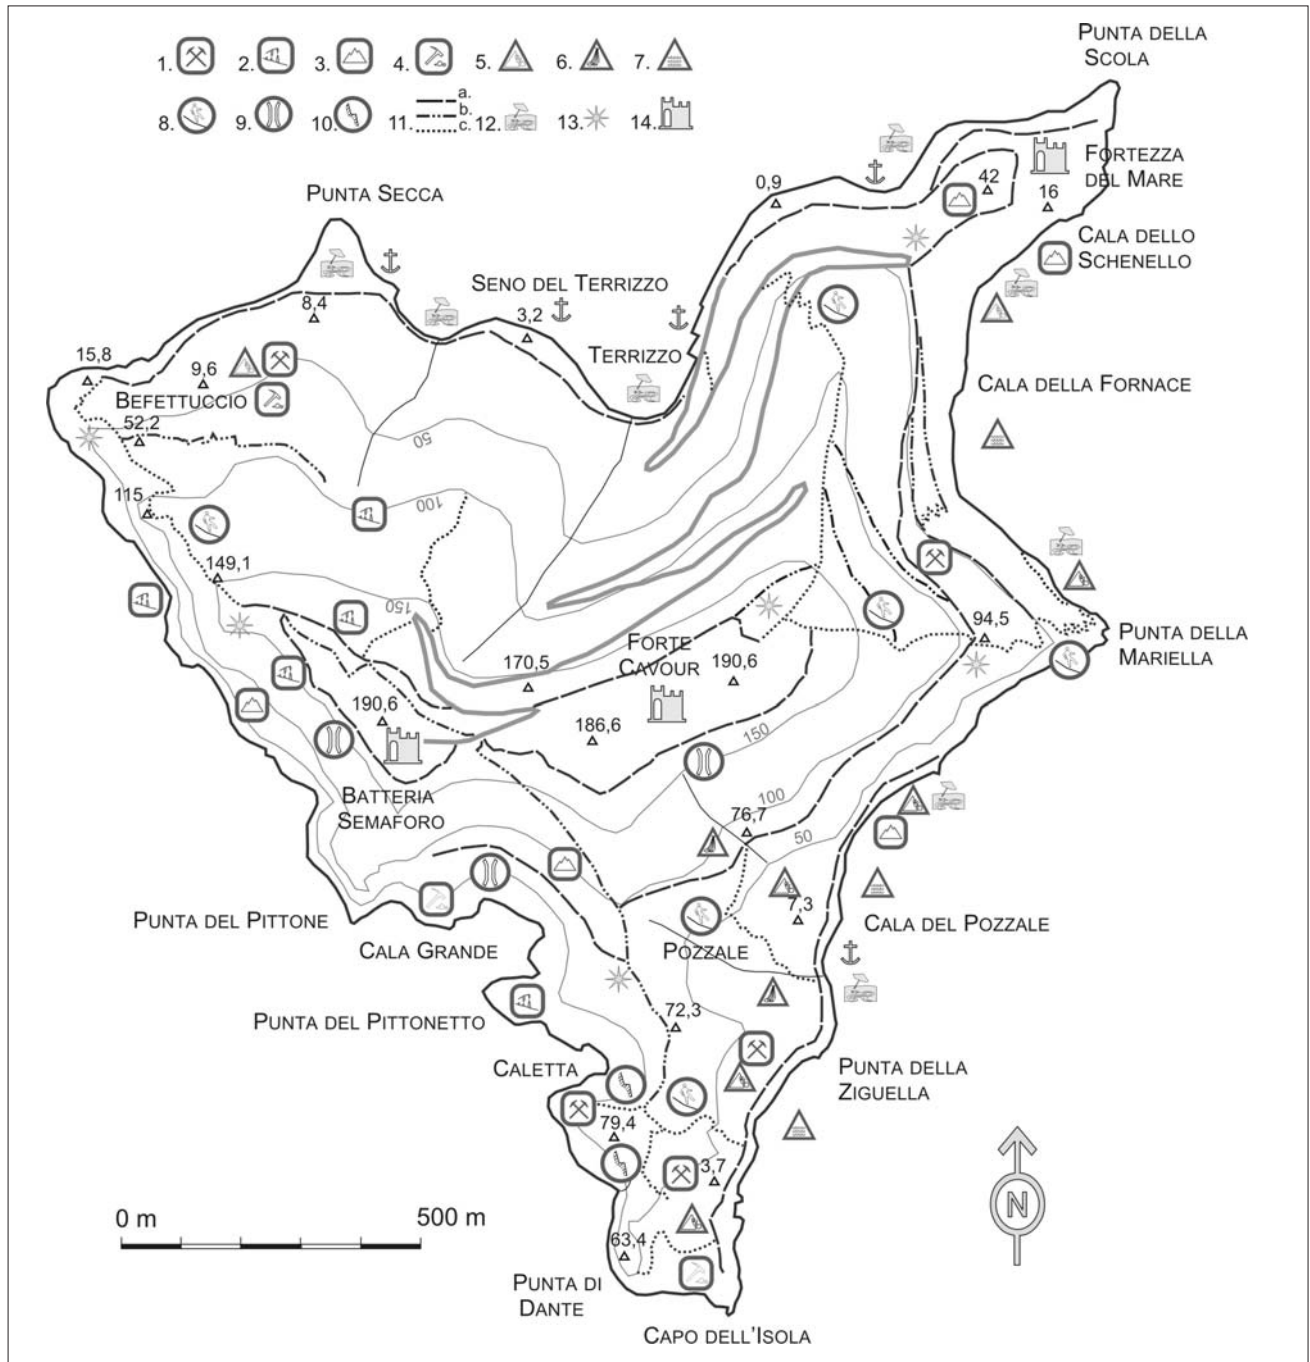 1.
2.
3.
4.
5.
6.
7.
8.
9.
10.
11.
a.
b.
c.
12.
13.
14.
PUNTA DELLA
SCOLA
FORTEZZA
DEL MARE
42
16
0,9
CALA DELLO
SCHENELLO
PUNTA SECCA
SENO DEL TERRIZZO
8,4
3,2
TERRIZZO
15,8
9,6
BEFETTUCCIO
52,2
50
CALA DELLA FORNACE
115
100
149,1
150
94,5
PUNTA DELLA
MARIELLA
FORTE
CAVOUR
170,5
190,6
190,6
186,6
150
BATTERIA
SEMAFORO
100
76,7
50
7,3
PUNTA DEL PITTONE
CALA GRANDE
POZZALE
CALA DEL POZZALE
PUNTA DEL PITTONETTO
72,3
CALETTA
PUNTA DELLA
ZIGUELLA
79,4
3,7
N
0 m
500 m
63,4
PUNTA DI
DANTE
CAPO DELL'ISOLA